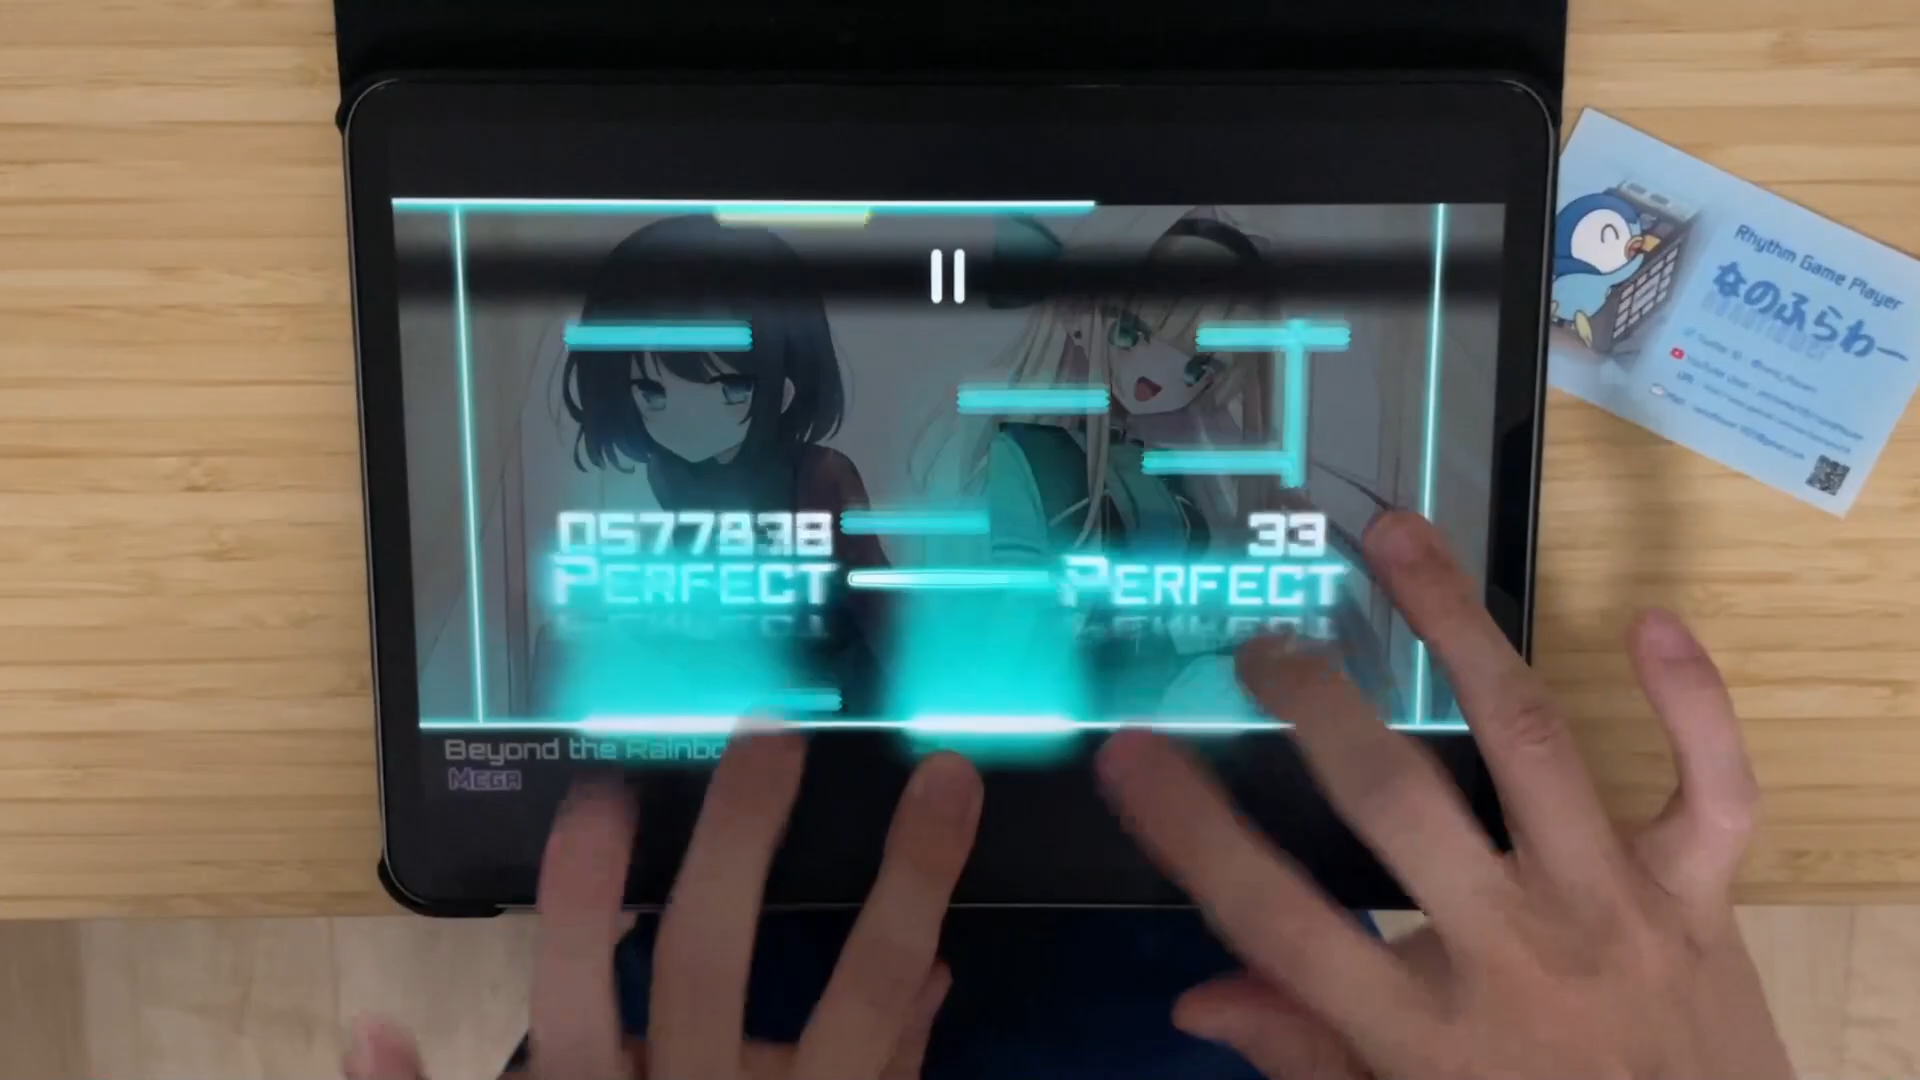 0577838
33
PERFECT
PERFECT
Beyond the Rainbo
MEGA
Rhythm Game Player
なのふらわー